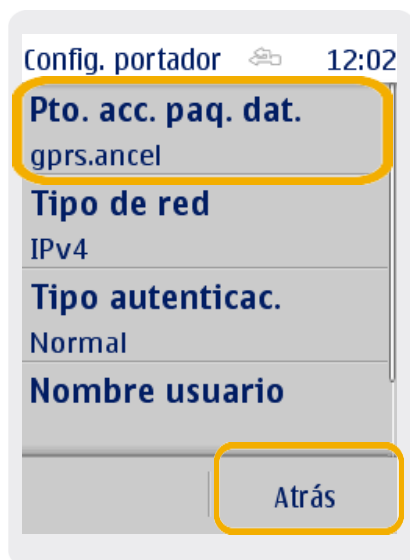 Config. portador 12:02
Pto. acc. paq. dat.
gprs.ancel
Tipo de red
IPv4
Tipo autenticac.
Normal
Nombre usuario
Atrás